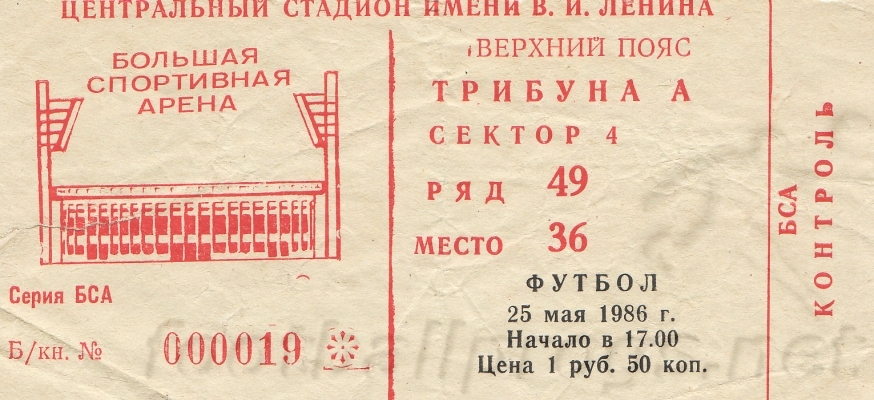 ЦЕНТРАЛЬНЫЙ СТАДИОН ИМЕНИ В. И. ЛЕНИНА
БОЛЬШАЯ
СПОРТИВНАЯ
АРЕНА
Серия БСА
Б/кн. № 000019
ВЕРХНИЙ ПОЯС
ТРИБУНА А
СЕКТОР 4
РЯД 49
МЕСТО 36
ФУТБОЛ
25 мая 1986 г.
Начало в 17.00
Цена 1 руб. 50 коп.
БСА
КОНТРОЛЬ